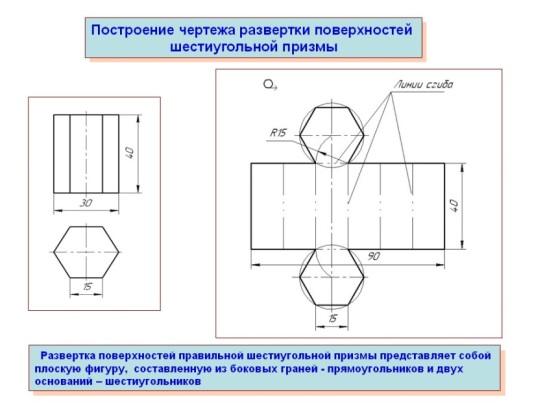 Построение чертежа развертки поверхностей
шестиугольной призмы
40
30
15
Линии сгиба
R15
40
90
15
Развертка поверхностей правильной шестиугольной призмы представляет собой
плоскую фигуру, составленную из боковых граней - прямоугольников и двух
оснований – шестиугольников